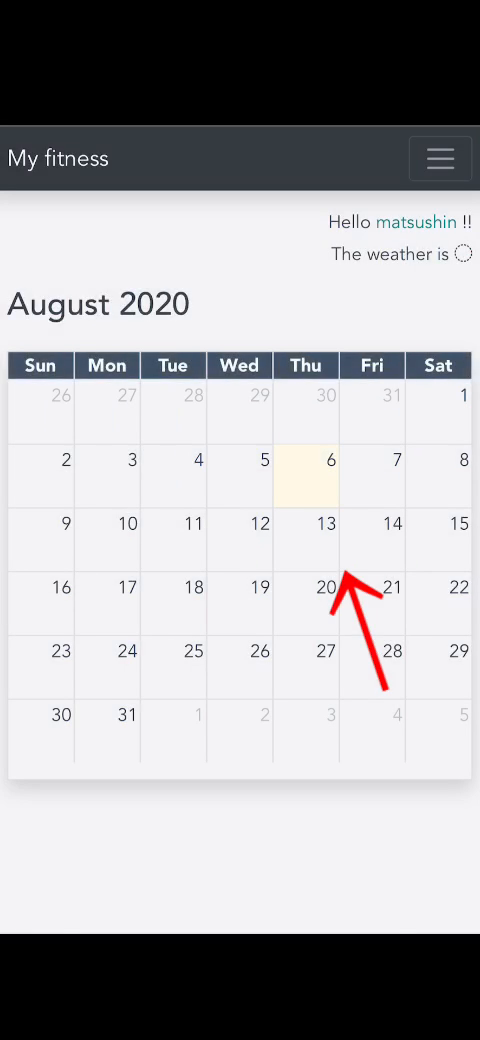 My fitness
Hello matsushin !!
The weather is
August 2020
Sun Mon Tue Wed Thu Fri Sat
26 27 28 29 30 31 1
2 3 4 5 6 7 8
9 10 11 12 13 14 15
16 17 18 19 20 21 22
23 24 25 26 27 28 29
30 31 1 2 3 4 5